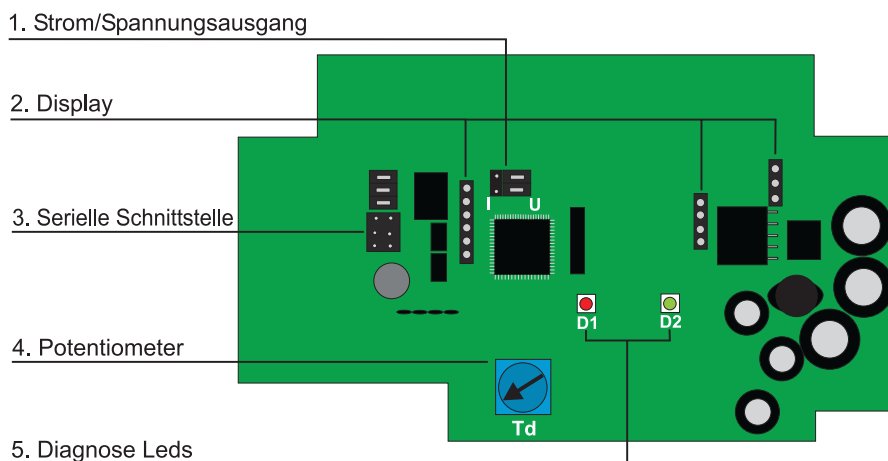 1. Strom/Spannungsausgang
2. Display
I U
3. Serielle Schnittstelle
D1 D2
4. Potentiometer
Td
5. Diagnose Leds